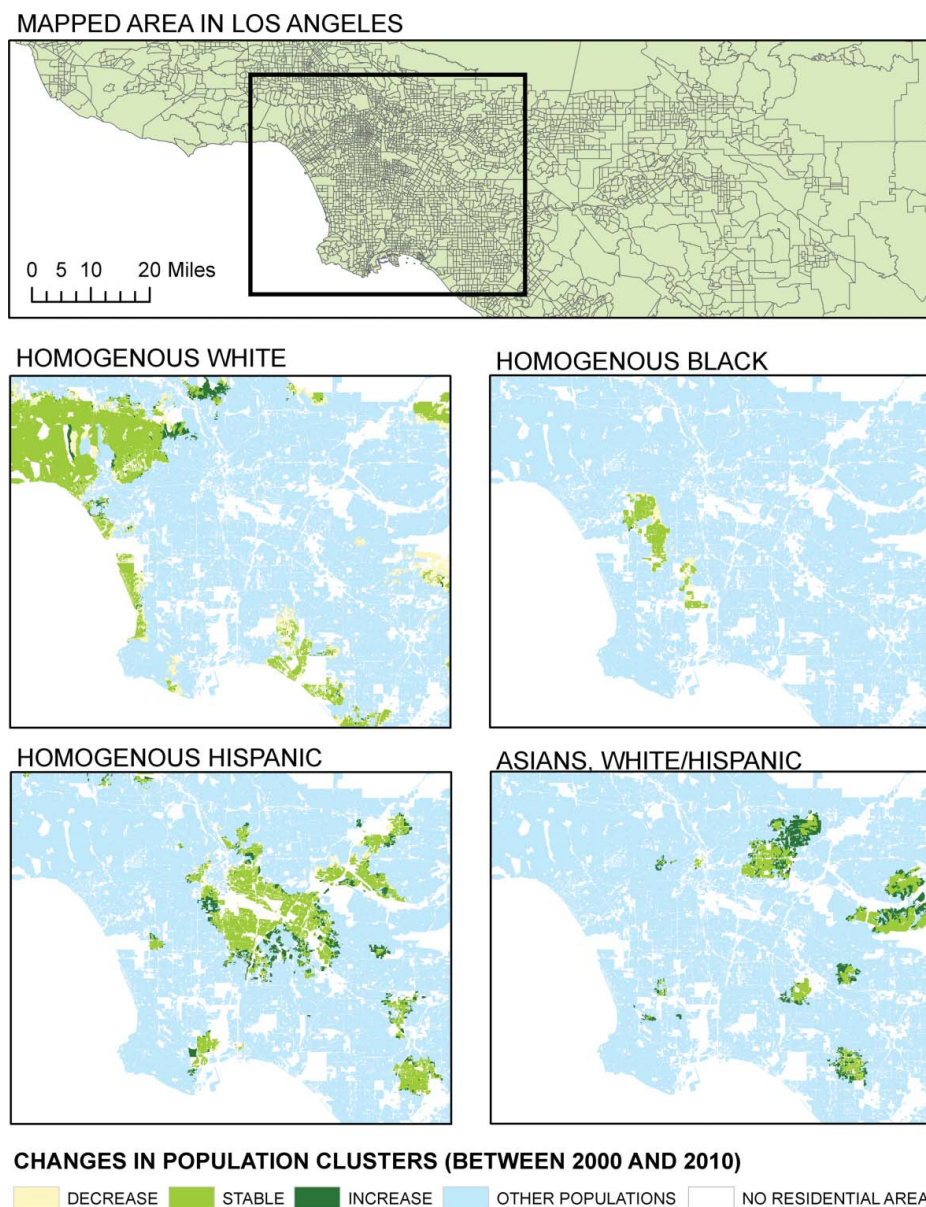 MAPPED AREA IN LOS ANGELES
0 5 10 20 Miles
HOMOGENOUS WHITE
HOMOGENOUS BLACK
HOMOGENOUS HISPANIC
ASIANS, WHITE/HISPANIC
CHANGES IN POPULATION CLUSTERS (BETWEEN 2000 AND 2010)
DECREASE STABLE INCREASE OTHER POPULATIONS NO RESIDENTIAL AREA